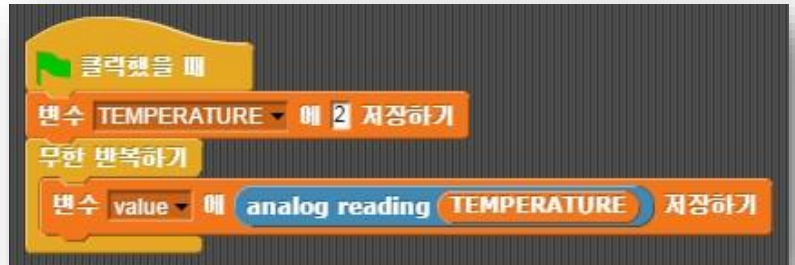 클릭했을 때
변수 TEMPERATURE 에 2 저장하기
무한 반복하기
변수 value 에 analog reading TEMPERATURE 저장하기